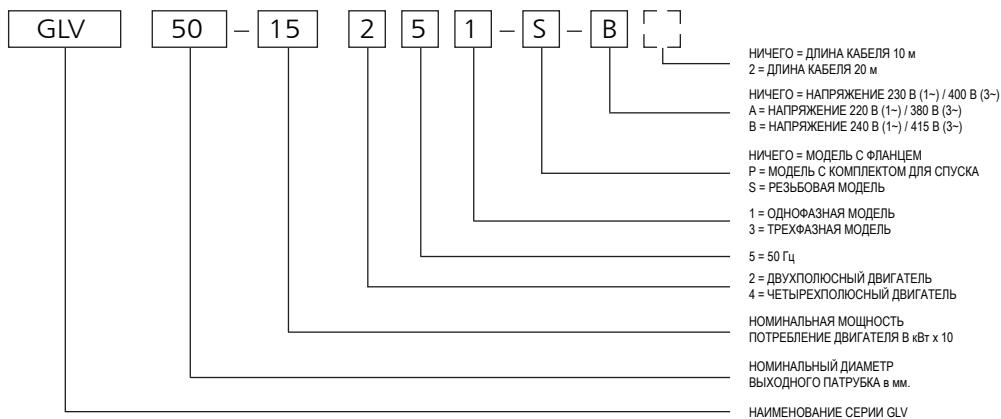 GLV 50 – 15 2 5 1 – S – B
НИЧЕГО = ДЛИНА КАБЕЛЯ 10 м
2 = ДЛИНА КАБЕЛЯ 20 м
НИЧЕГО = НАПРЯЖЕНИЕ 230 В (1~) / 400 В (3~)
A = НАПРЯЖЕНИЕ 220 В (1~) / 380 В (3~)
B = НАПРЯЖЕНИЕ 240 В (1~) / 415 В (3~)
НИЧЕГО = МОДЕЛЬ С ФЛАНЦЕМ
P = МОДЕЛЬ С КОМПЛЕКТОМ ДЛЯ СПУСКА
S = РЕЗЬБОВАЯ МОДЕЛЬ
1 = ОДНОФАЗНАЯ МОДЕЛЬ
3 = ТРЕХФАЗНАЯ МОДЕЛЬ
5 = 50 Гц
2 = ДВУХПОЛЮСНЫЙ ДВИГАТЕЛЬ
4 = ЧЕТЫРЕХПОЛЮСНЫЙ ДВИГАТЕЛЬ
НОМИНАЛЬНАЯ МОЩНОСТЬ
ПОТРЕБЛЕНИЕ ДВИГАТЕЛЯ В кВт x 10
НОМИНАЛЬНЫЙ ДИАМЕТР
ВЫХОДНОГО ПАТРУБКА в мм.
НАИМЕНОВАНИЕ СЕРИИ GLV